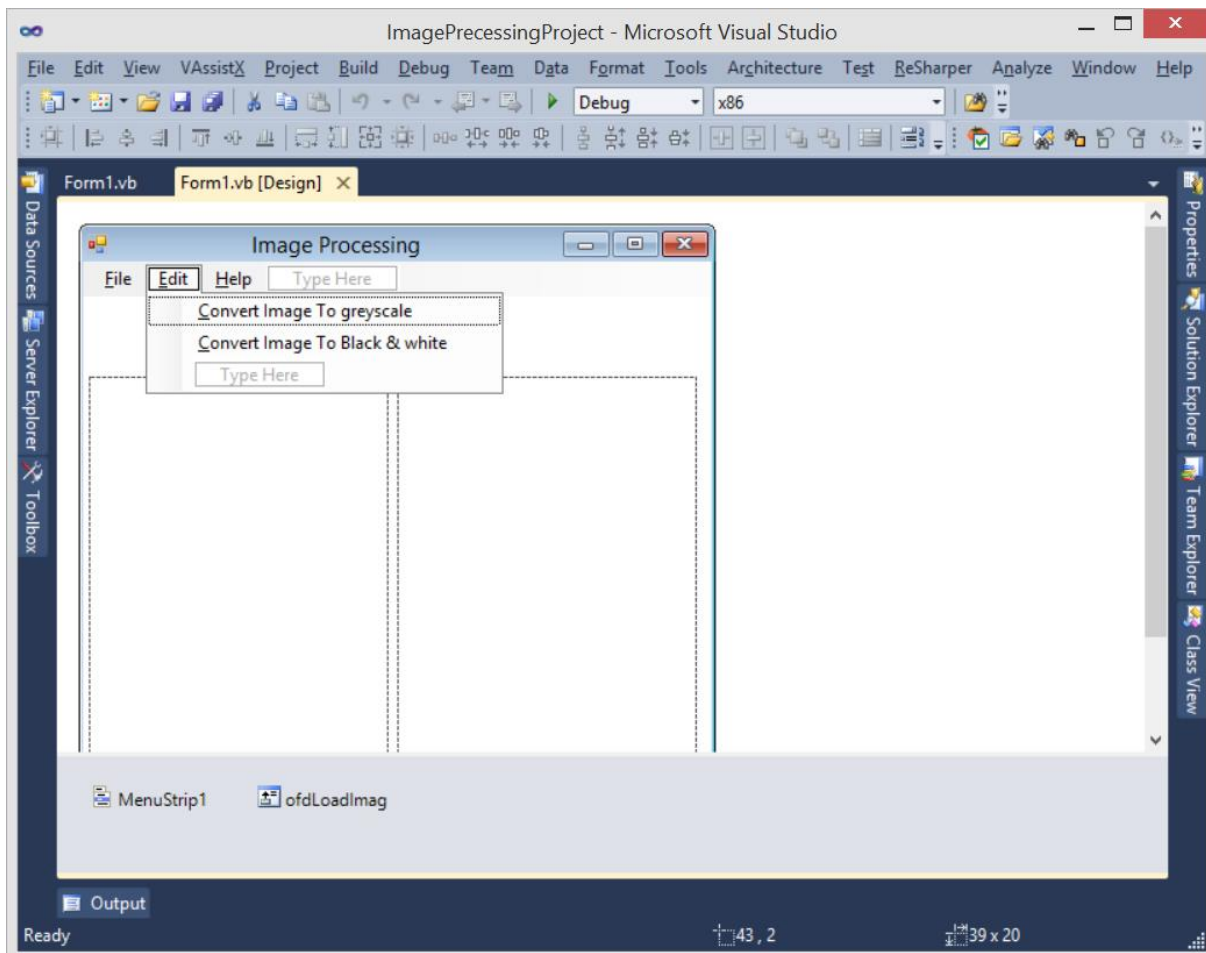 ImagePrecessingProject - Microsoft Visual Studio
File Edit View VAssistX Project Build Debug Team Data Format Tools Architecture Test ReSharper Analyze Window Help
Debug x86
Form1.vb Form1.vb [Design]
Data Sources
Server Explorer
Toolbox
Image Processing
File Edit Help Type Here
Convert Image To greyscale
Convert Image To Black & white
Type Here
Properties
Solution Explorer
Team Explorer
Class View
MenuStrip1 ofdLoadImag
Output
Ready 43 , 2 39 x 20